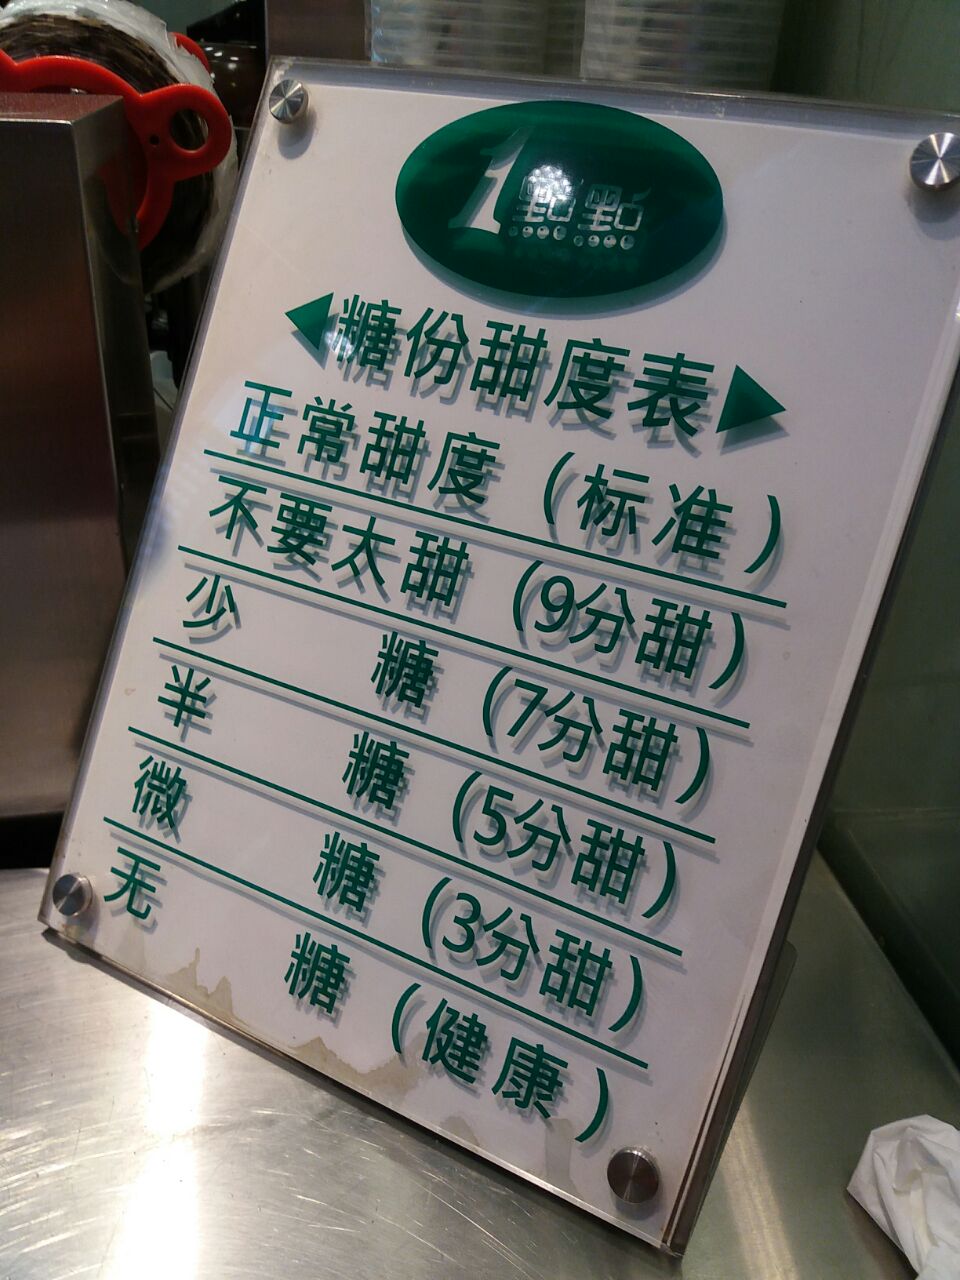 1點點
◀糖份甜度表▶
正常甜度（标准）
不要太甜（9分甜）
少糖（7分甜）
半糖（5分甜）
微糖（3分甜）
无糖（健康）